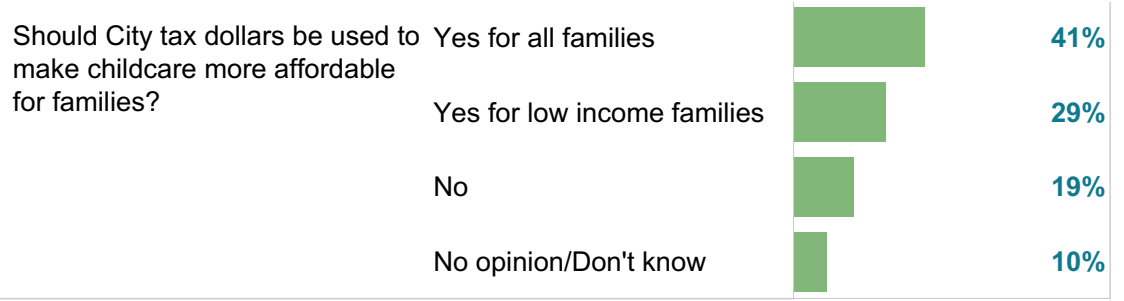 Should City tax dollars be used to
make childcare more affordable
for families?
Yes for all families 41%
Yes for low income families 29%
No 19%
No opinion/Don't know 10%